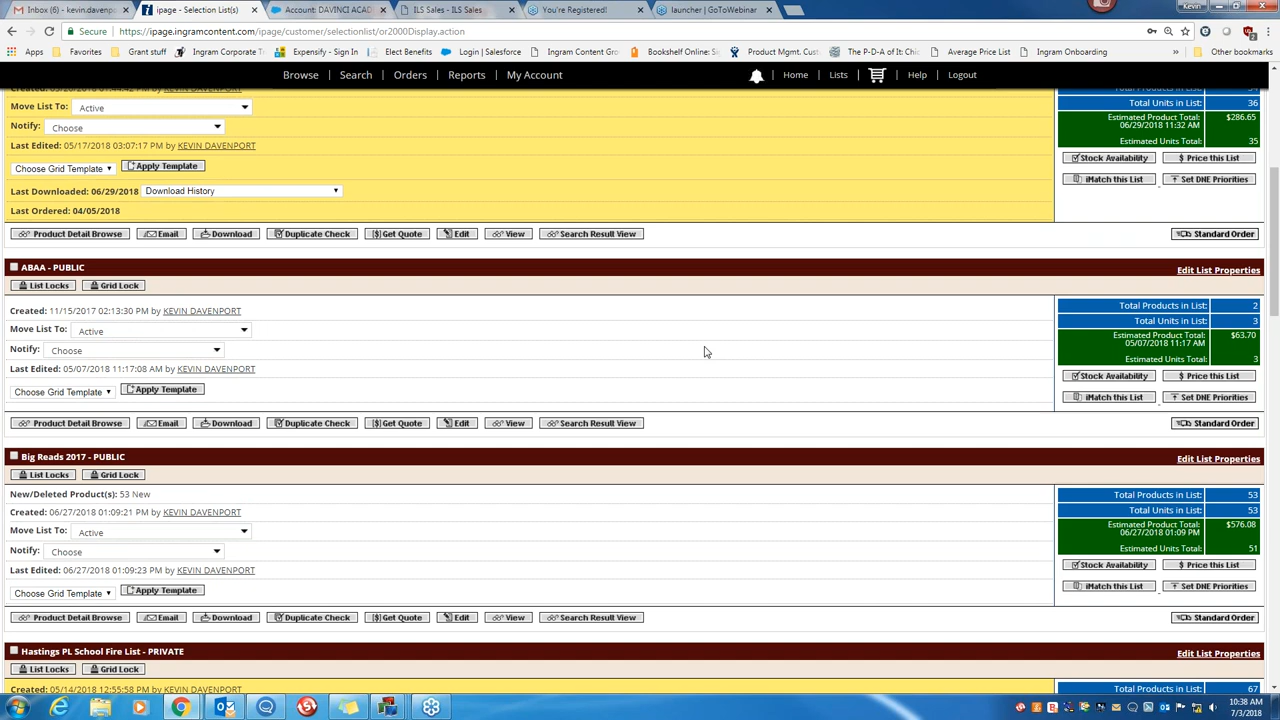 Inbox (6) - kevin.davenpo
ipage - Selection List(s)
Account: DAVINCI ACAD
ILS Sales - ILS Sales
You're Registered!
launcher | GoToWebinar
Kevin
Secure | https://ipage.ingramcontent.com/ipage/customer/selectionlist/or2000Display.action
Apps
Favorites
Grant stuff
Ingram Corporate T
Expensify - Sign In
Elect Benefits
Login | Salesforce
Ingram Content Gro
Bookshelf Online S
Product Mgmt. Cust
The P-D-A of It: Chic
Average Price List
Ingram Onboarding
Other bookmarks
Browse Search Orders Reports My Account Home Lists Help Logout
KEVIN DAVENPORT
Move List To: Active
Notify: Choose
Last Edited: 05/17/2018 03:07:17 PM by KEVIN DAVENPORT
Choose Grid Template Apply Template
Last Downloaded: 06/29/2018 Download History
Last Ordered: 04/05/2018
Total Units in List: 36
Estimated Product Total: $286.65
06/29/2018 11:32 AM
Estimated Units Total: 35
Stock Availability $ Price this List
iMatch this List Set DNE Priorities
Product Detail Browse Email Download Duplicate Check Get Quote Edit View Search Result View Standard Order
ABAA - PUBLIC Edit List Properties
List Locks Grid Lock
Created: 11/15/2017 02:13:30 PM by KEVIN DAVENPORT
Move List To: Active
Notify: Choose
Last Edited: 05/07/2018 11:17:08 AM by KEVIN DAVENPORT
Choose Grid Template Apply Template
Total Products in List: 2
Total Units in List: 3
Estimated Product Total: $63.70
05/07/2018 11:17 AM
Estimated Units Total: 3
Stock Availability $ Price this List
iMatch this List Set DNE Priorities
Product Detail Browse Email Download Duplicate Check Get Quote Edit View Search Result View Standard Order
Big Reads 2017 - PUBLIC Edit List Properties
List Locks Grid Lock
New/Deleted Product(s): 53 New
Created: 06/27/2018 01:09:21 PM by KEVIN DAVENPORT
Move List To: Active
Notify: Choose
Last Edited: 06/27/2018 01:09:23 PM by KEVIN DAVENPORT
Choose Grid Template Apply Template
Total Products in List: 53
Total Units in List: 53
Estimated Product Total: $576.08
06/27/2018 01:09 PM
Estimated Units Total: 51
Stock Availability $ Price this List
iMatch this List Set DNE Priorities
Product Detail Browse Email Download Duplicate Check Get Quote Edit View Search Result View Standard Order
Hastings PL School Fire List - PRIVATE Edit List Properties
List Locks Grid Lock
Created: 05/14/2018 12:55:58 PM by KEVIN DAVENPORT
Total Products in List: 67
10:38 AM
7/3/2018